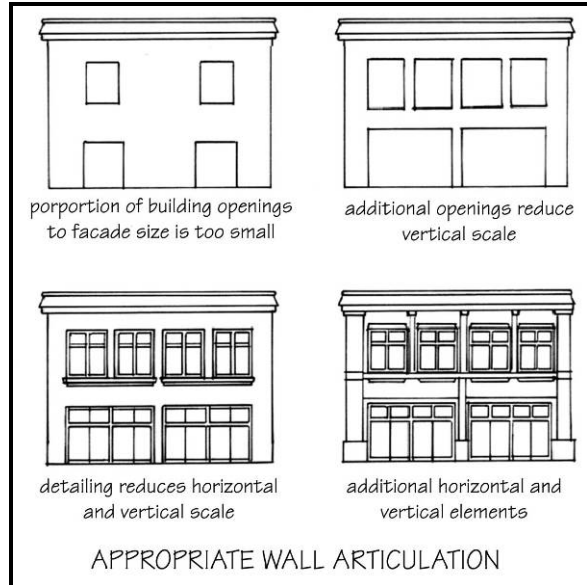 porportion of building openings
to facade size is too small
additional openings reduce
vertical scale
detailing reduces horizontal
and vertical scale
additional horizontal and
vertical elements
APPROPRIATE WALL ARTICULATION